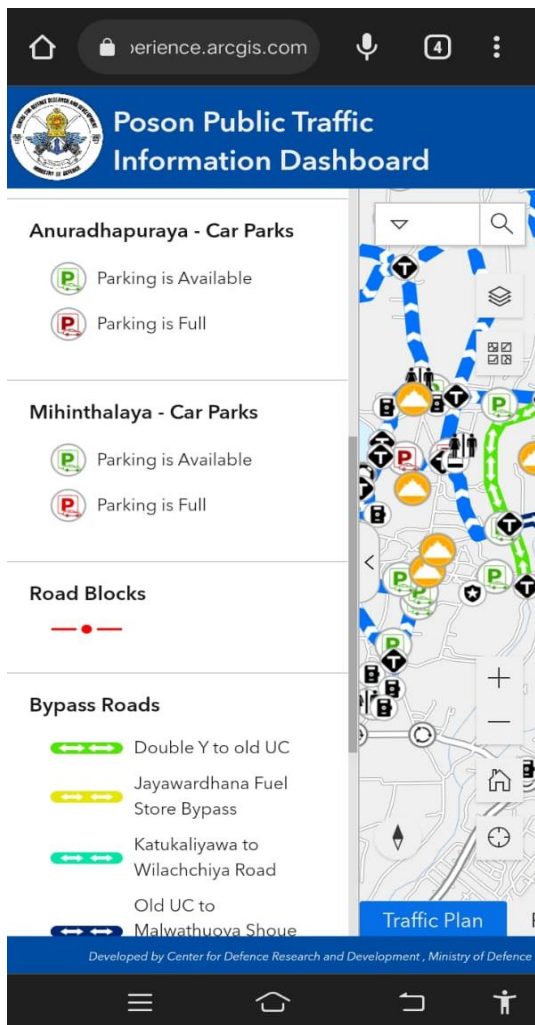 perience.arcgis.com
4
Poson Public Traffic
Information Dashboard
Anuradhapuraya - Car Parks
P Parking is Available
P Parking is Full
Mihinthalaya - Car Parks
P Parking is Available
P Parking is Full
Road Blocks
Bypass Roads
Double Y to old UC
Jayawardhana Fuel
Store Bypass
Katukaliyawa to
Wilachchiya Road
Old UC to
Malwathuoya Shoue
Traffic Plan
Developed by Center for Defence Research and Development , Ministry of Defence